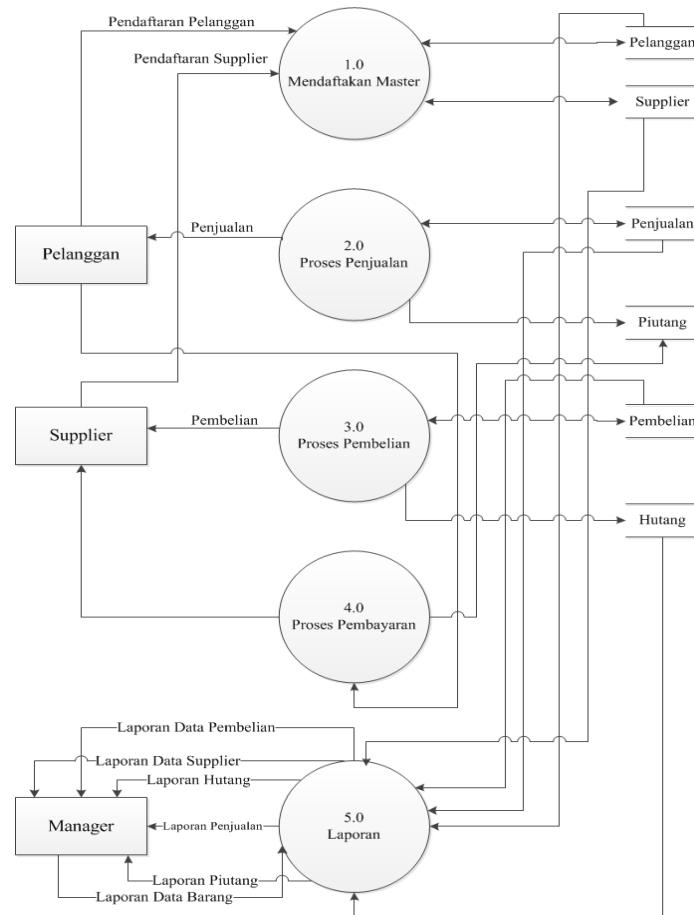 Pendaftaran Pelanggan
Pelanggan
Pendaftaran Supplier
1.0
Mendaftakan Master
Supplier
Penjualan
Penjualan
Pelanggan
2.0
Proses Penjualan
Piutang
Pembelian
Pembelian
Supplier
3.0
Proses Pembelian
Hutang
4.0
Proses Pembayaran
Laporan Data Pembelian
Laporan Data Supplier
Laporan Hutang
Manager
Laporan Penjualan
5.0
Laporan
Laporan Piutang
Laporan Data Barang